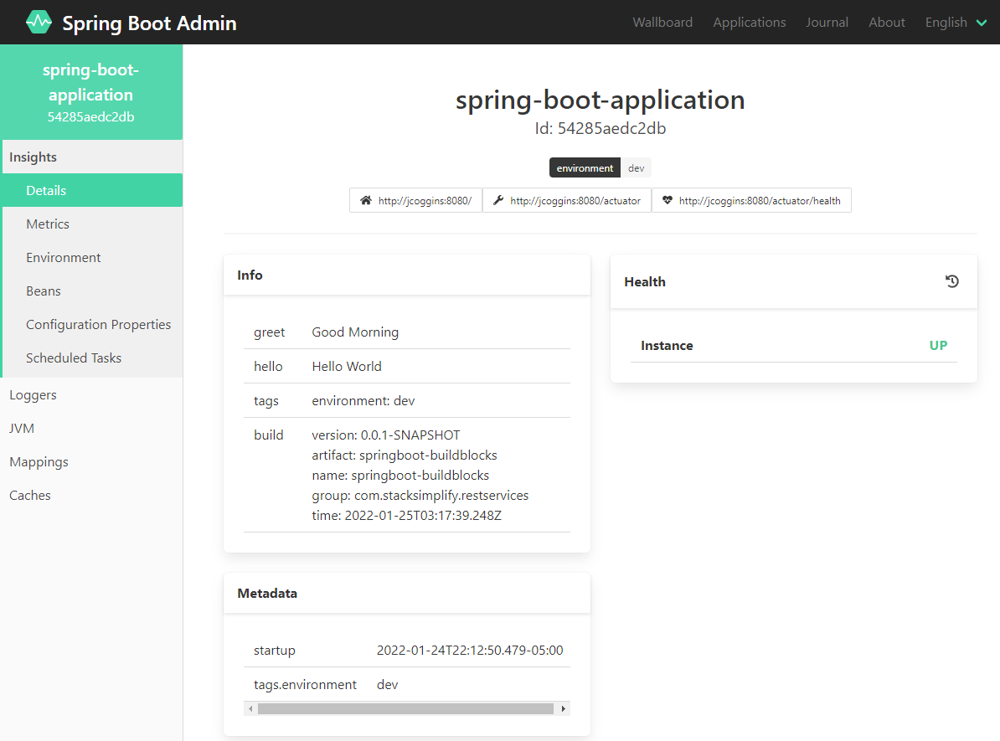 Spring Boot Admin
Wallboard Applications Journal About English
spring-boot-
application
54285aedc2db
Insights
Details
Metrics
Environment
Beans
Configuration Properties
Scheduled Tasks
Loggers
JVM
Mappings
Caches
spring-boot-application
Id: 54285aedc2db
environment dev
http://jcoggins:8080/ http://jcoggins:8080/actuator http://jcoggins:8080/actuator/health
Info
greet Good Morning
hello Hello World
tags environment: dev
build version: 0.0.1-SNAPSHOT
artifact: springboot-buildblocks
name: springboot-buildblocks
group: com.stacksimplify.restservices
time: 2022-01-25T03:17:39.248Z
Health
Instance UP
Metadata
startup 2022-01-24T22:12:50.479-05:00
tags.environment dev